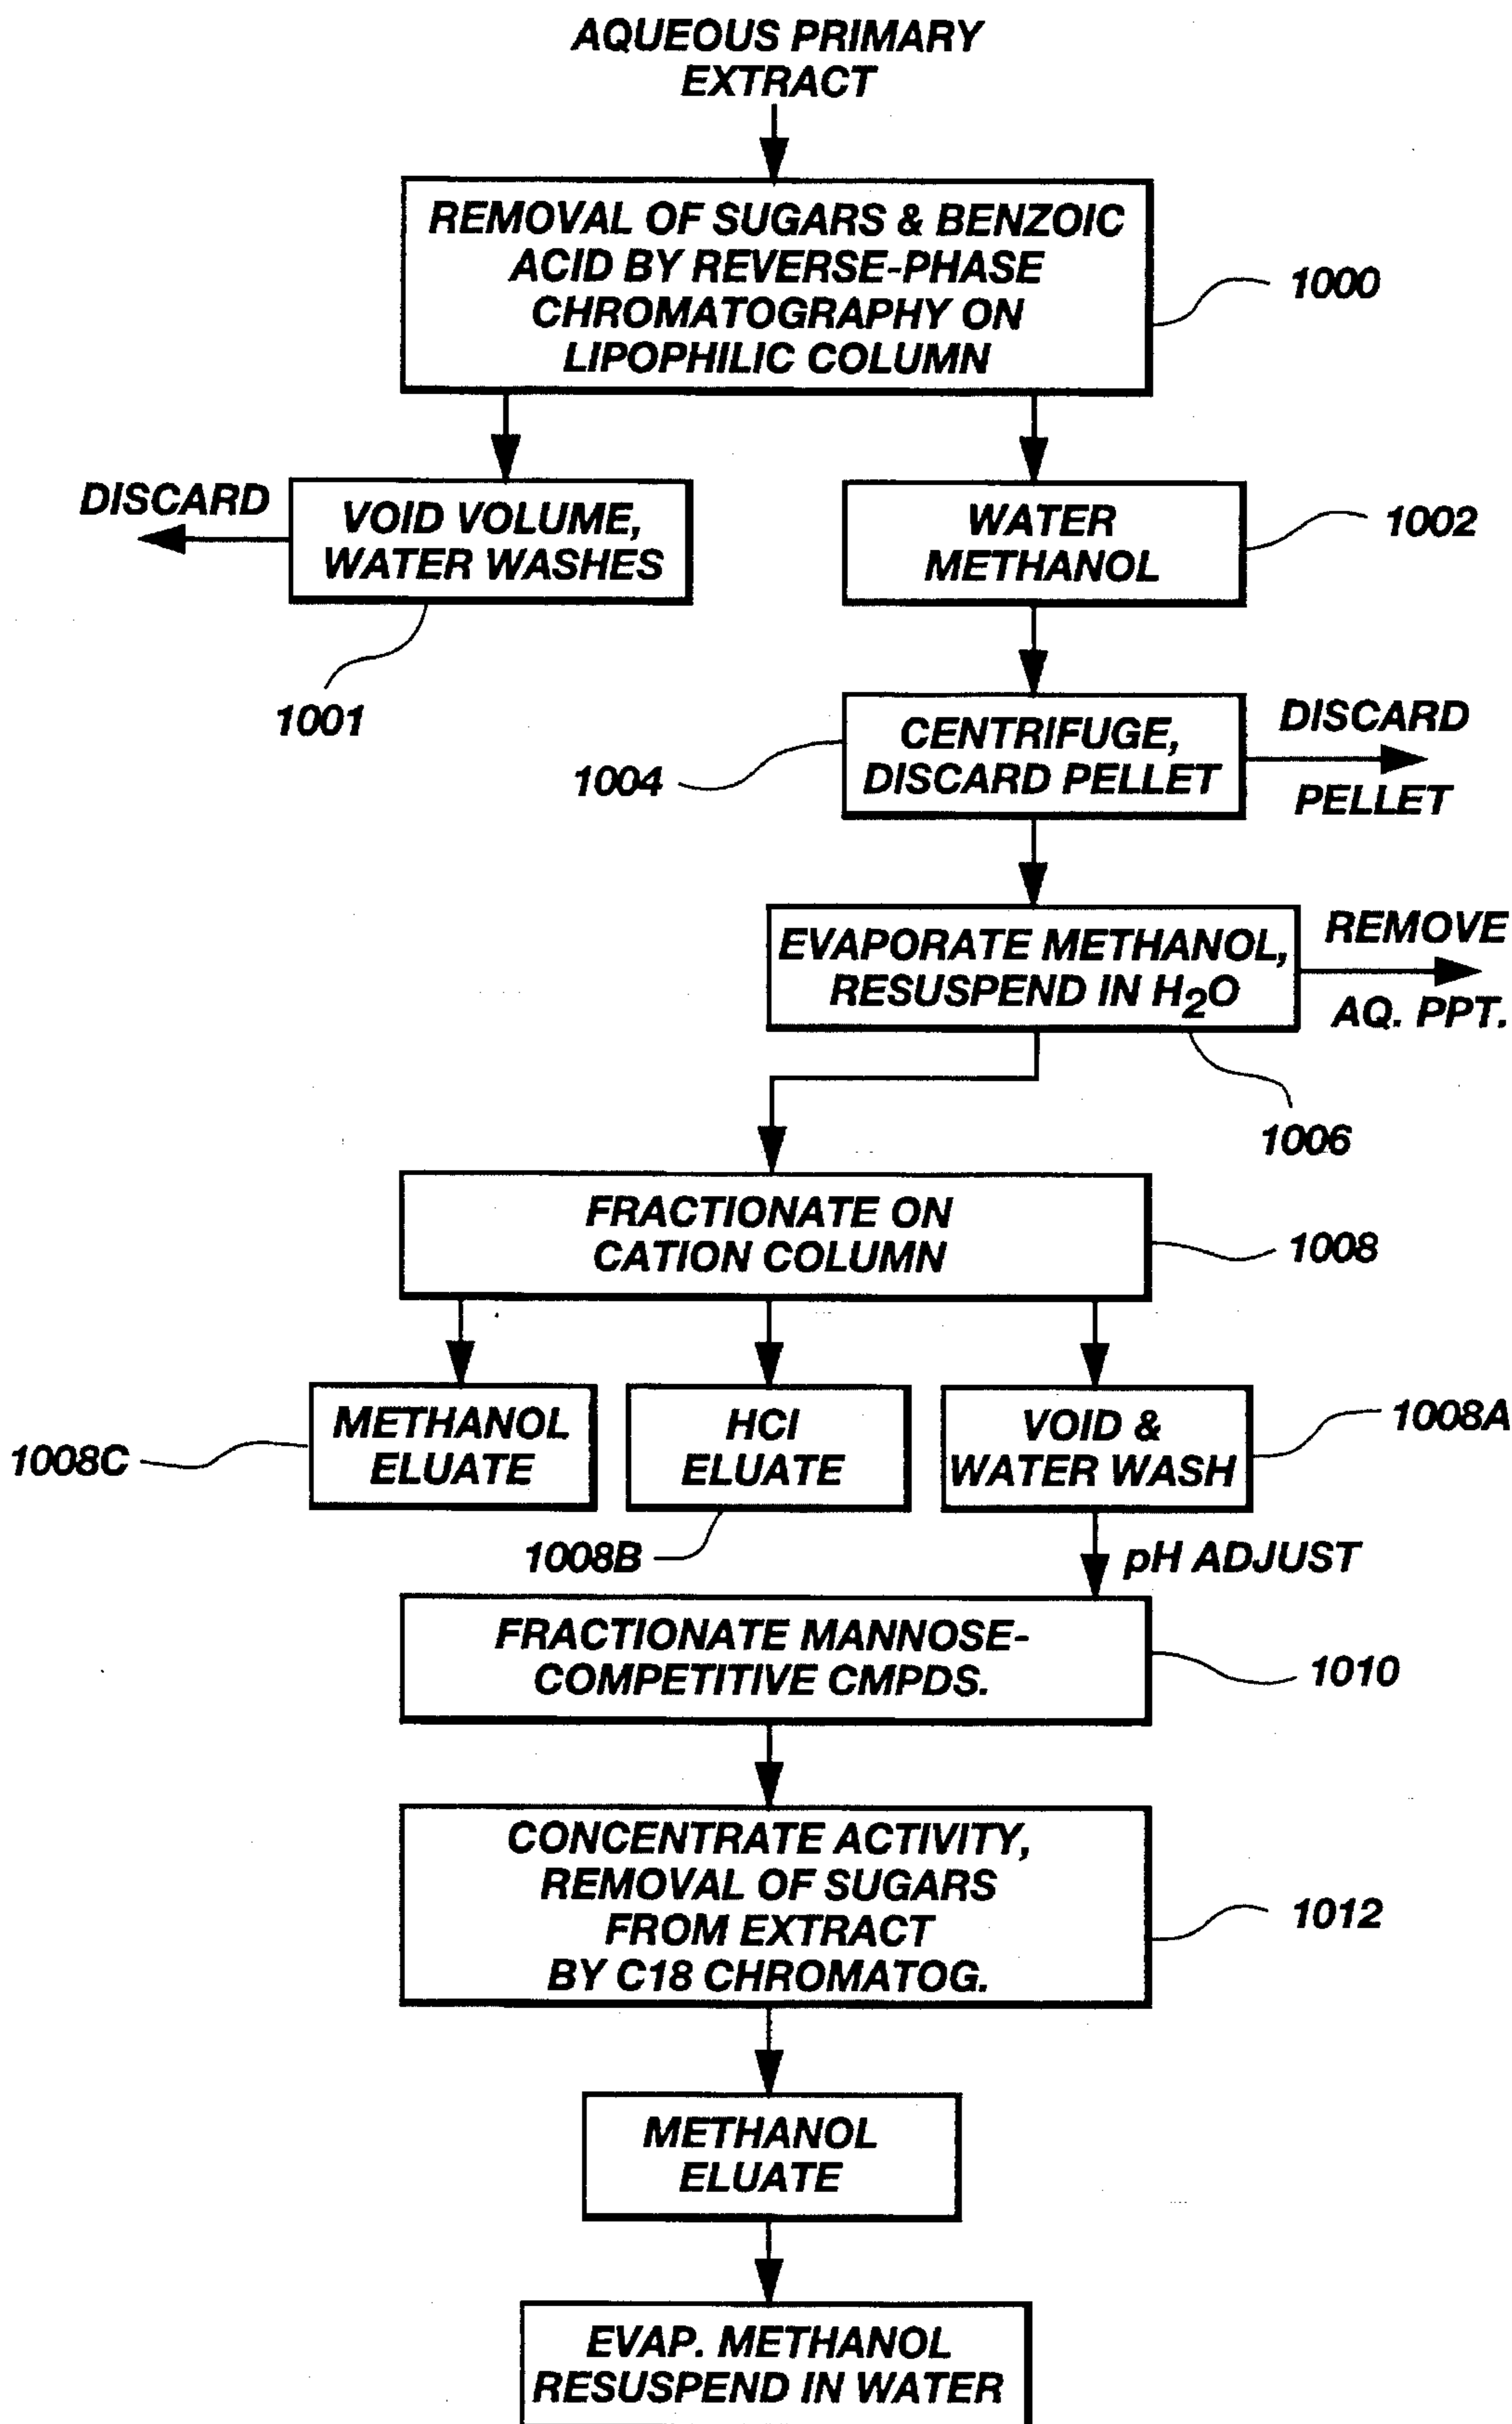 AQUEOUS PRIMARY
EXTRACT
REMOVAL OF SUGARS & BENZOIC
ACID BY REVERSE-PHASE
CHROMATOGRAPHY ON
LIPOPHILIC COLUMN
1000
DISCARD
VOID VOLUME,
WATER WASHES
1001
WATER
METHANOL
1002
CENTRIFUGE,
DISCARD PELLET
1004
DISCARD
PELLET
EVAPORATE METHANOL,
RESUSPEND IN H2O
REMOVE
AQ. PPT.
1006
FRACTIONATE ON
CATION COLUMN
1008
METHANOL
ELUATE
1008C
HCl
ELUATE
1008B
VOID &
WATER WASH
1008A
pH ADJUST
FRACTIONATE MANNOSE-
COMPETITIVE CMPDS.
1010
CONCENTRATE ACTIVITY,
REMOVAL OF SUGARS
FROM EXTRACT
BY C18 CHROMATOG.
1012
METHANOL
ELUATE
EVAP. METHANOL
RESUSPEND IN WATER